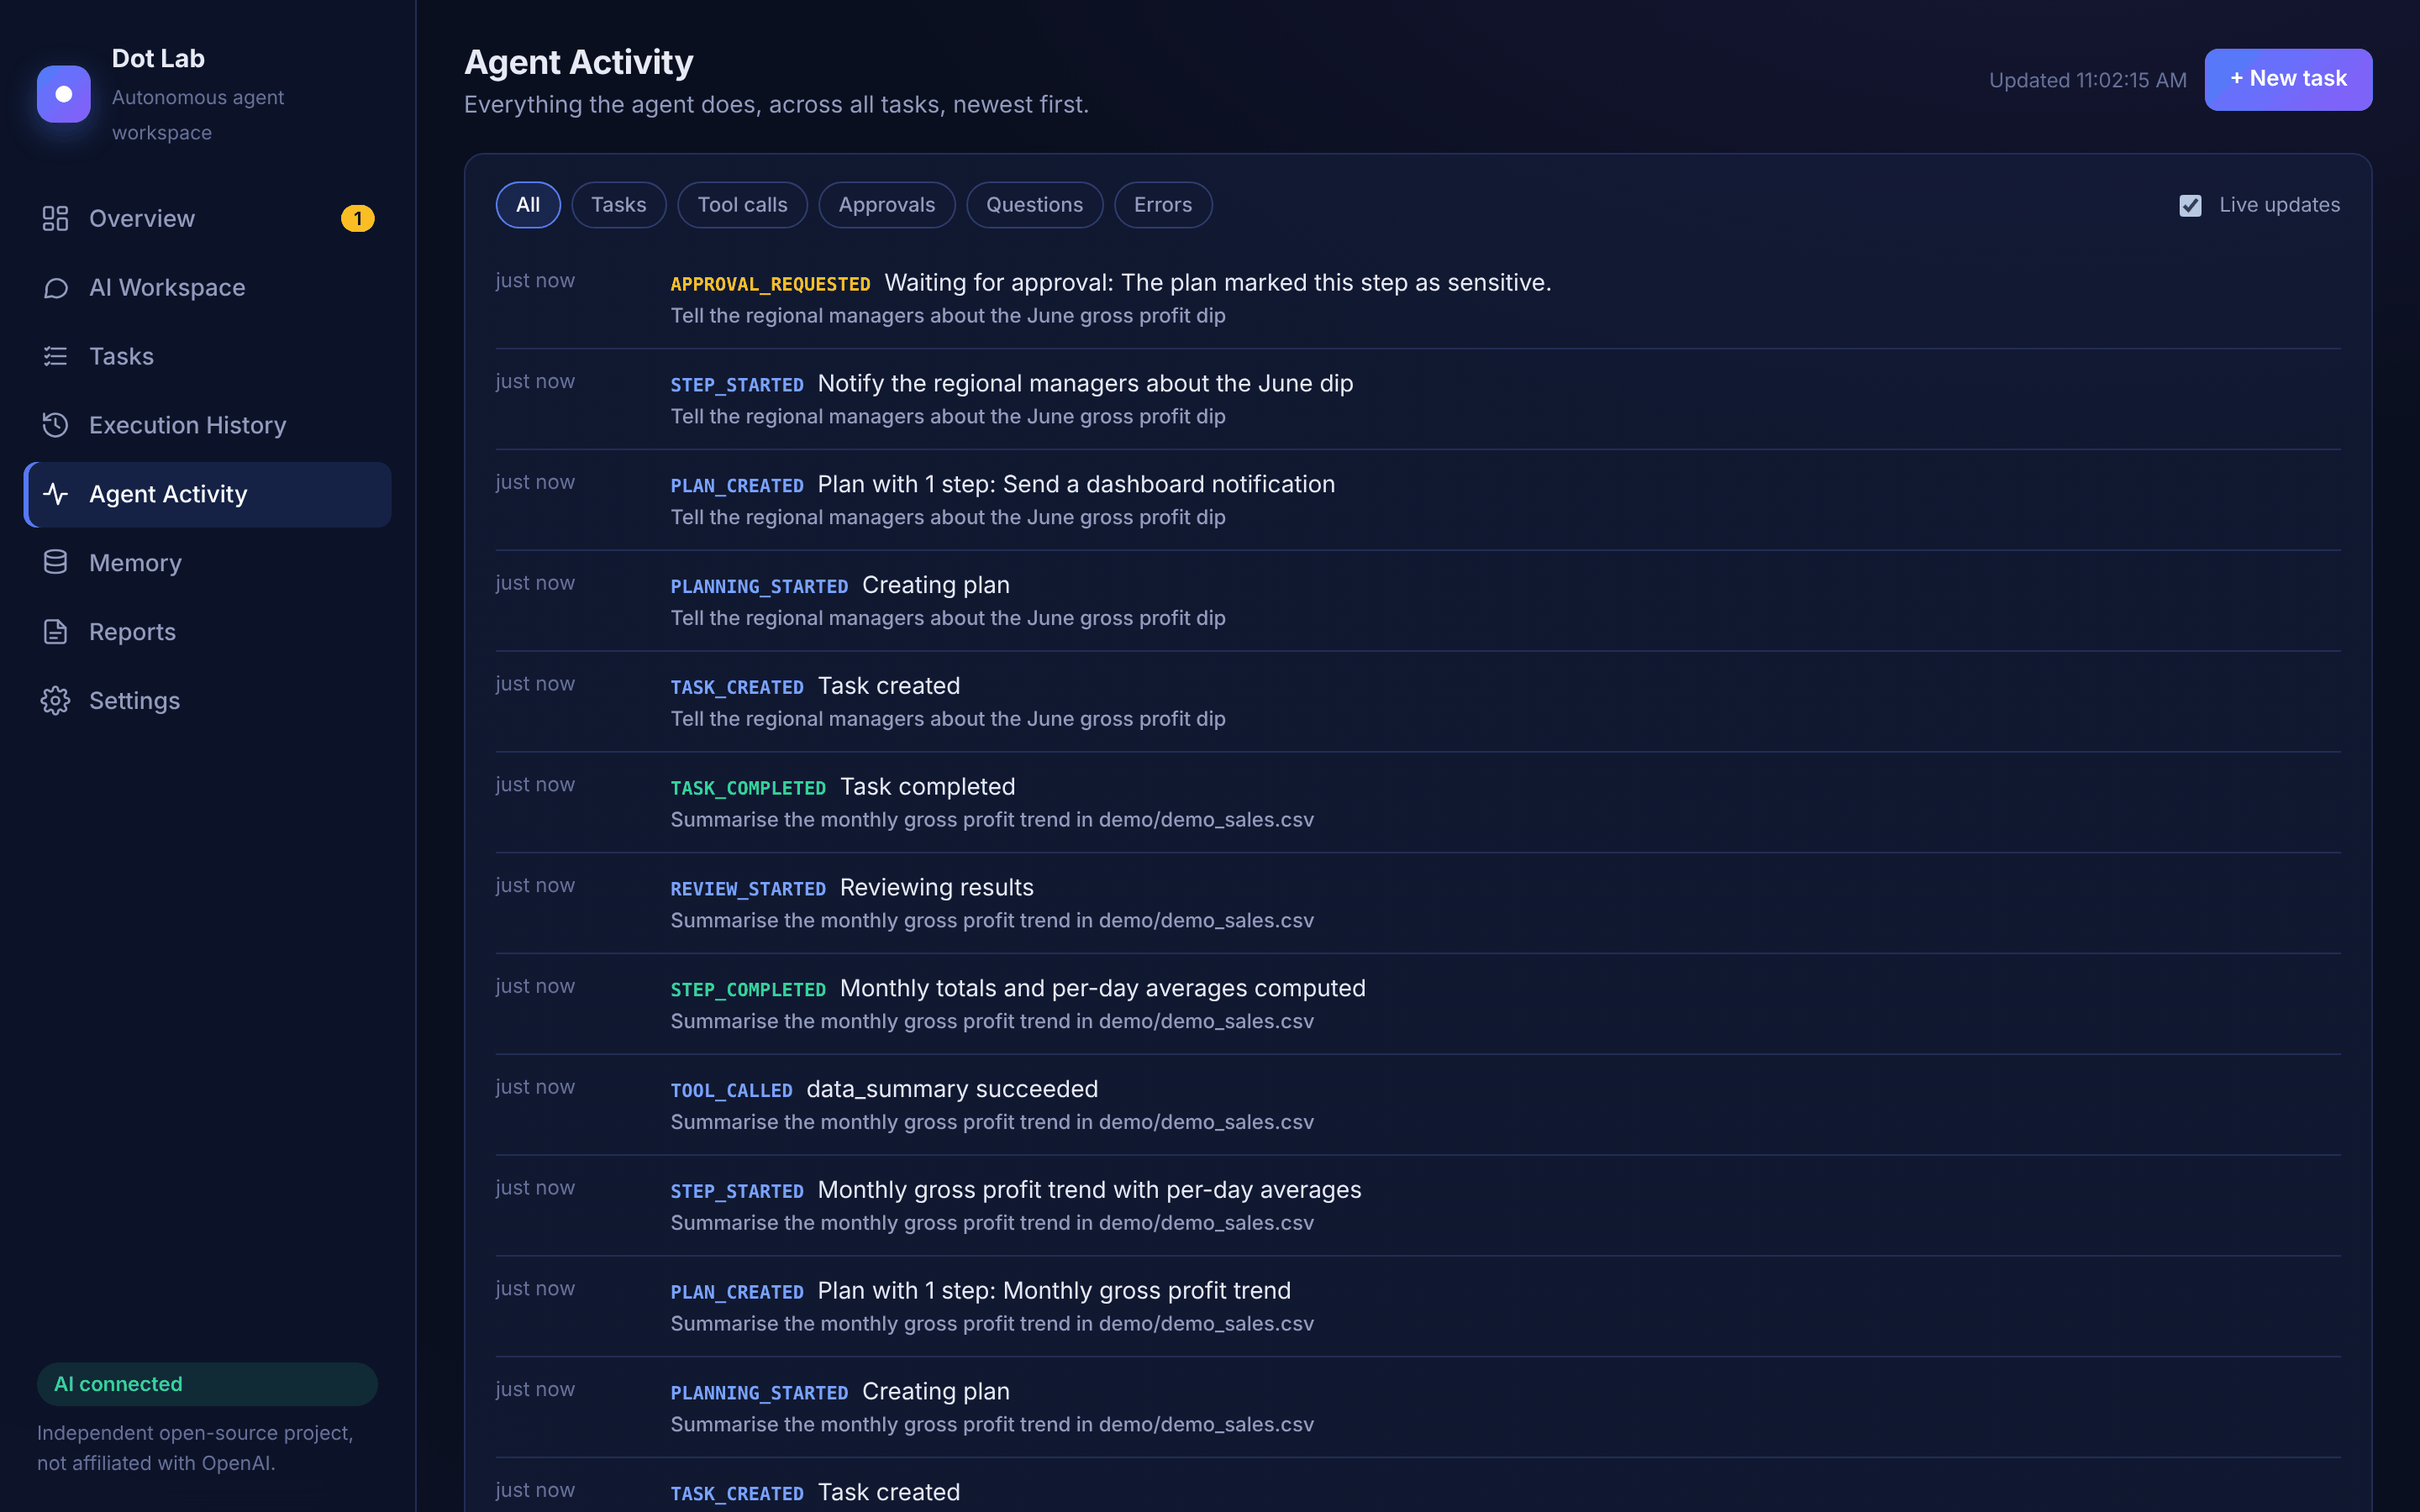 Dot Lab
Autonomous agent
workspace
Overview
1
AI Workspace
Tasks
Execution History
Agent Activity
Memory
Reports
Settings
AI connected
Independent open-source project,
not affiliated with OpenAI.
Agent Activity
Everything the agent does, across all tasks, newest first.
Updated 11:02:15 AM
+ New task
All
Tasks
Tool calls
Approvals
Questions
Errors
Live updates
just now
APPROVAL_REQUESTED Waiting for approval: The plan marked this step as sensitive.
Tell the regional managers about the June gross profit dip
just now
STEP_STARTED Notify the regional managers about the June dip
Tell the regional managers about the June gross profit dip
just now
PLAN_CREATED Plan with 1 step: Send a dashboard notification
Tell the regional managers about the June gross profit dip
just now
PLANNING_STARTED Creating plan
Tell the regional managers about the June gross profit dip
just now
TASK_CREATED Task created
Tell the regional managers about the June gross profit dip
just now
TASK_COMPLETED Task completed
Summarise the monthly gross profit trend in demo/demo_sales.csv
just now
REVIEW_STARTED Reviewing results
Summarise the monthly gross profit trend in demo/demo_sales.csv
just now
STEP_COMPLETED Monthly totals and per-day averages computed
Summarise the monthly gross profit trend in demo/demo_sales.csv
just now
TOOL_CALLED data_summary succeeded
Summarise the monthly gross profit trend in demo/demo_sales.csv
just now
STEP_STARTED Monthly gross profit trend with per-day averages
Summarise the monthly gross profit trend in demo/demo_sales.csv
just now
PLAN_CREATED Plan with 1 step: Monthly gross profit trend
Summarise the monthly gross profit trend in demo/demo_sales.csv
just now
PLANNING_STARTED Creating plan
Summarise the monthly gross profit trend in demo/demo_sales.csv
just now
TASK_CREATED Task created